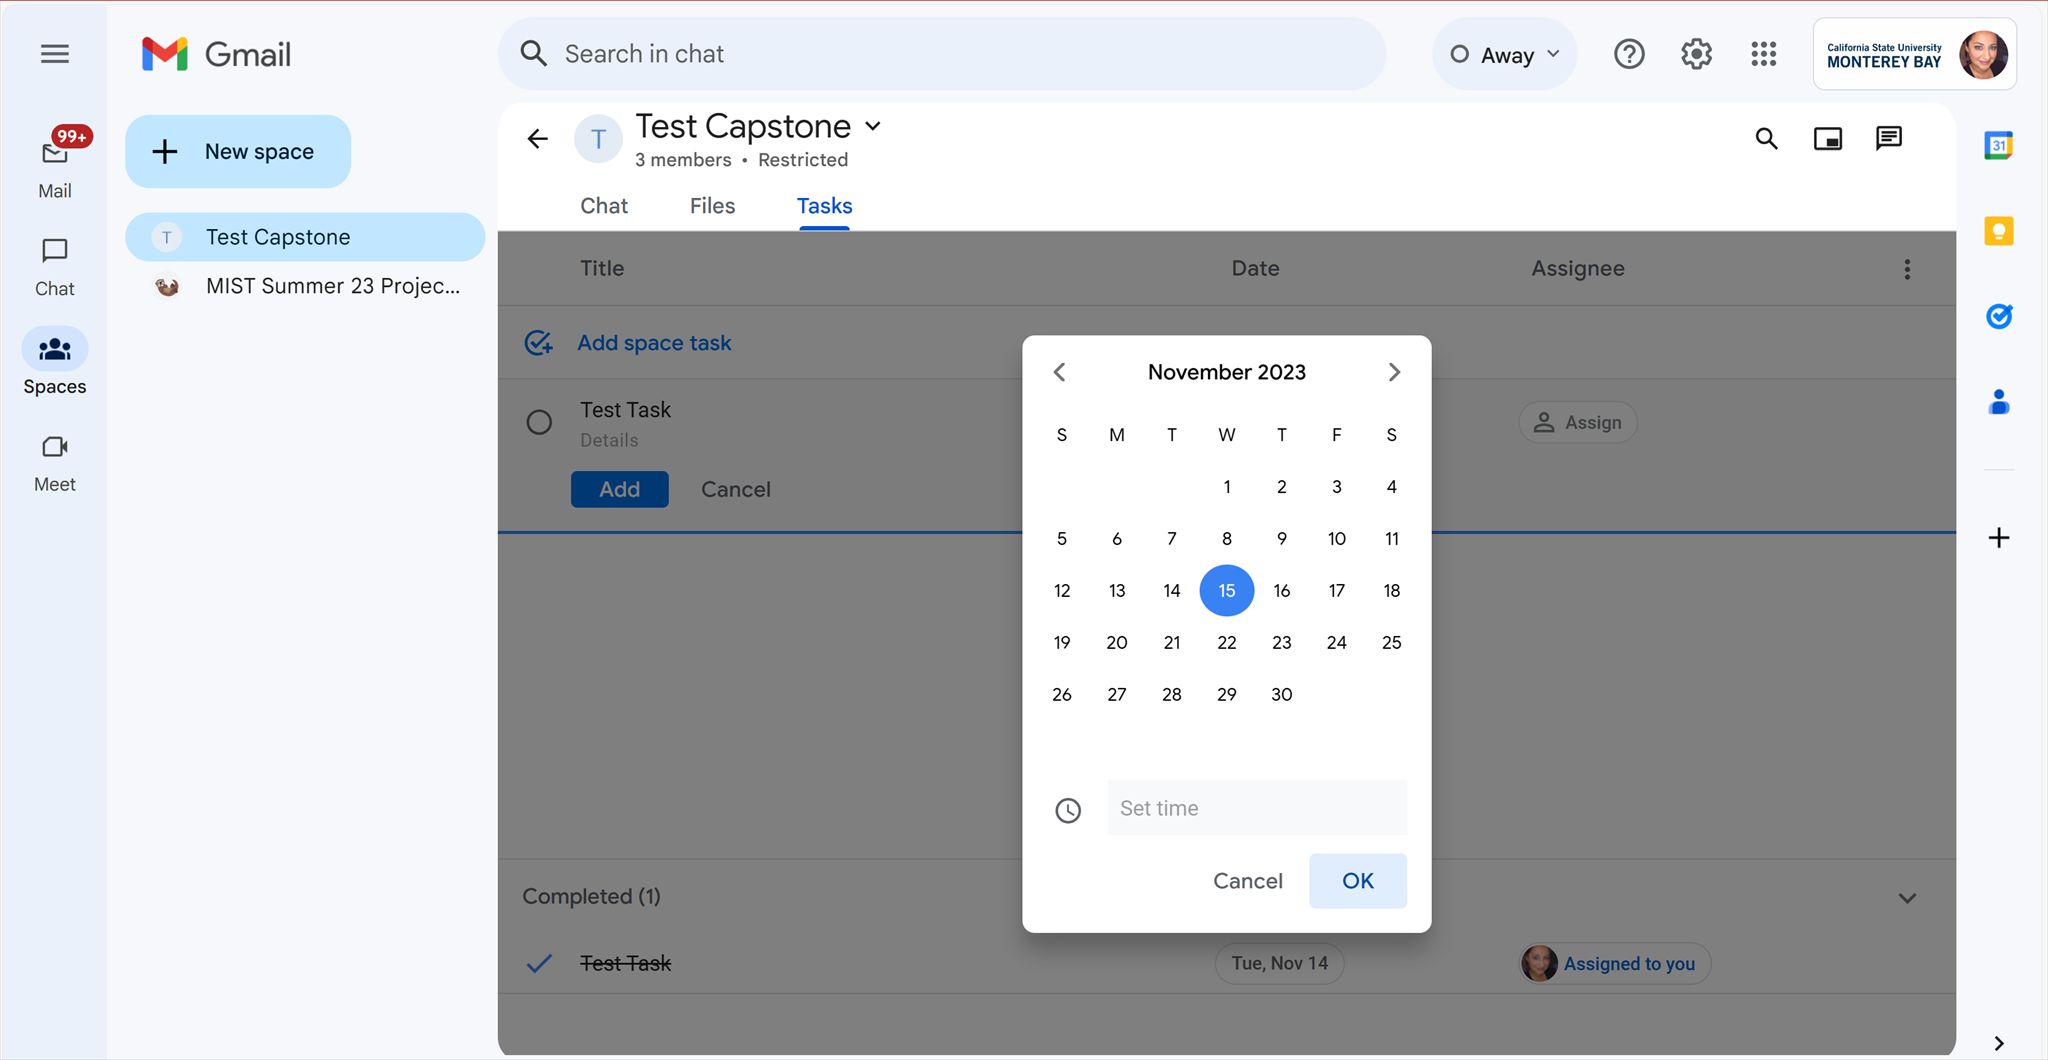 Gmail
Search in chat
Away
California State University
MONTEREY BAY
99+
Mail
Chat
Spaces
Meet
New space
T Test Capstone
MIST Summer 23 Projec...
T
Test Capstone
3 members • Restricted
Chat Files Tasks
31
Title Date Assignee
Add space task
Test Task
Details
Assign
Add Cancel
November 2023
S M T W T F S
1 2 3 4
5 6 7 8 9 10 11
12 13 14 15 16 17 18
19 20 21 22 23 24 25
26 27 28 29 30
Set time
Cancel OK
Completed (1)
Test Task Tue, Nov 14 Assigned to you